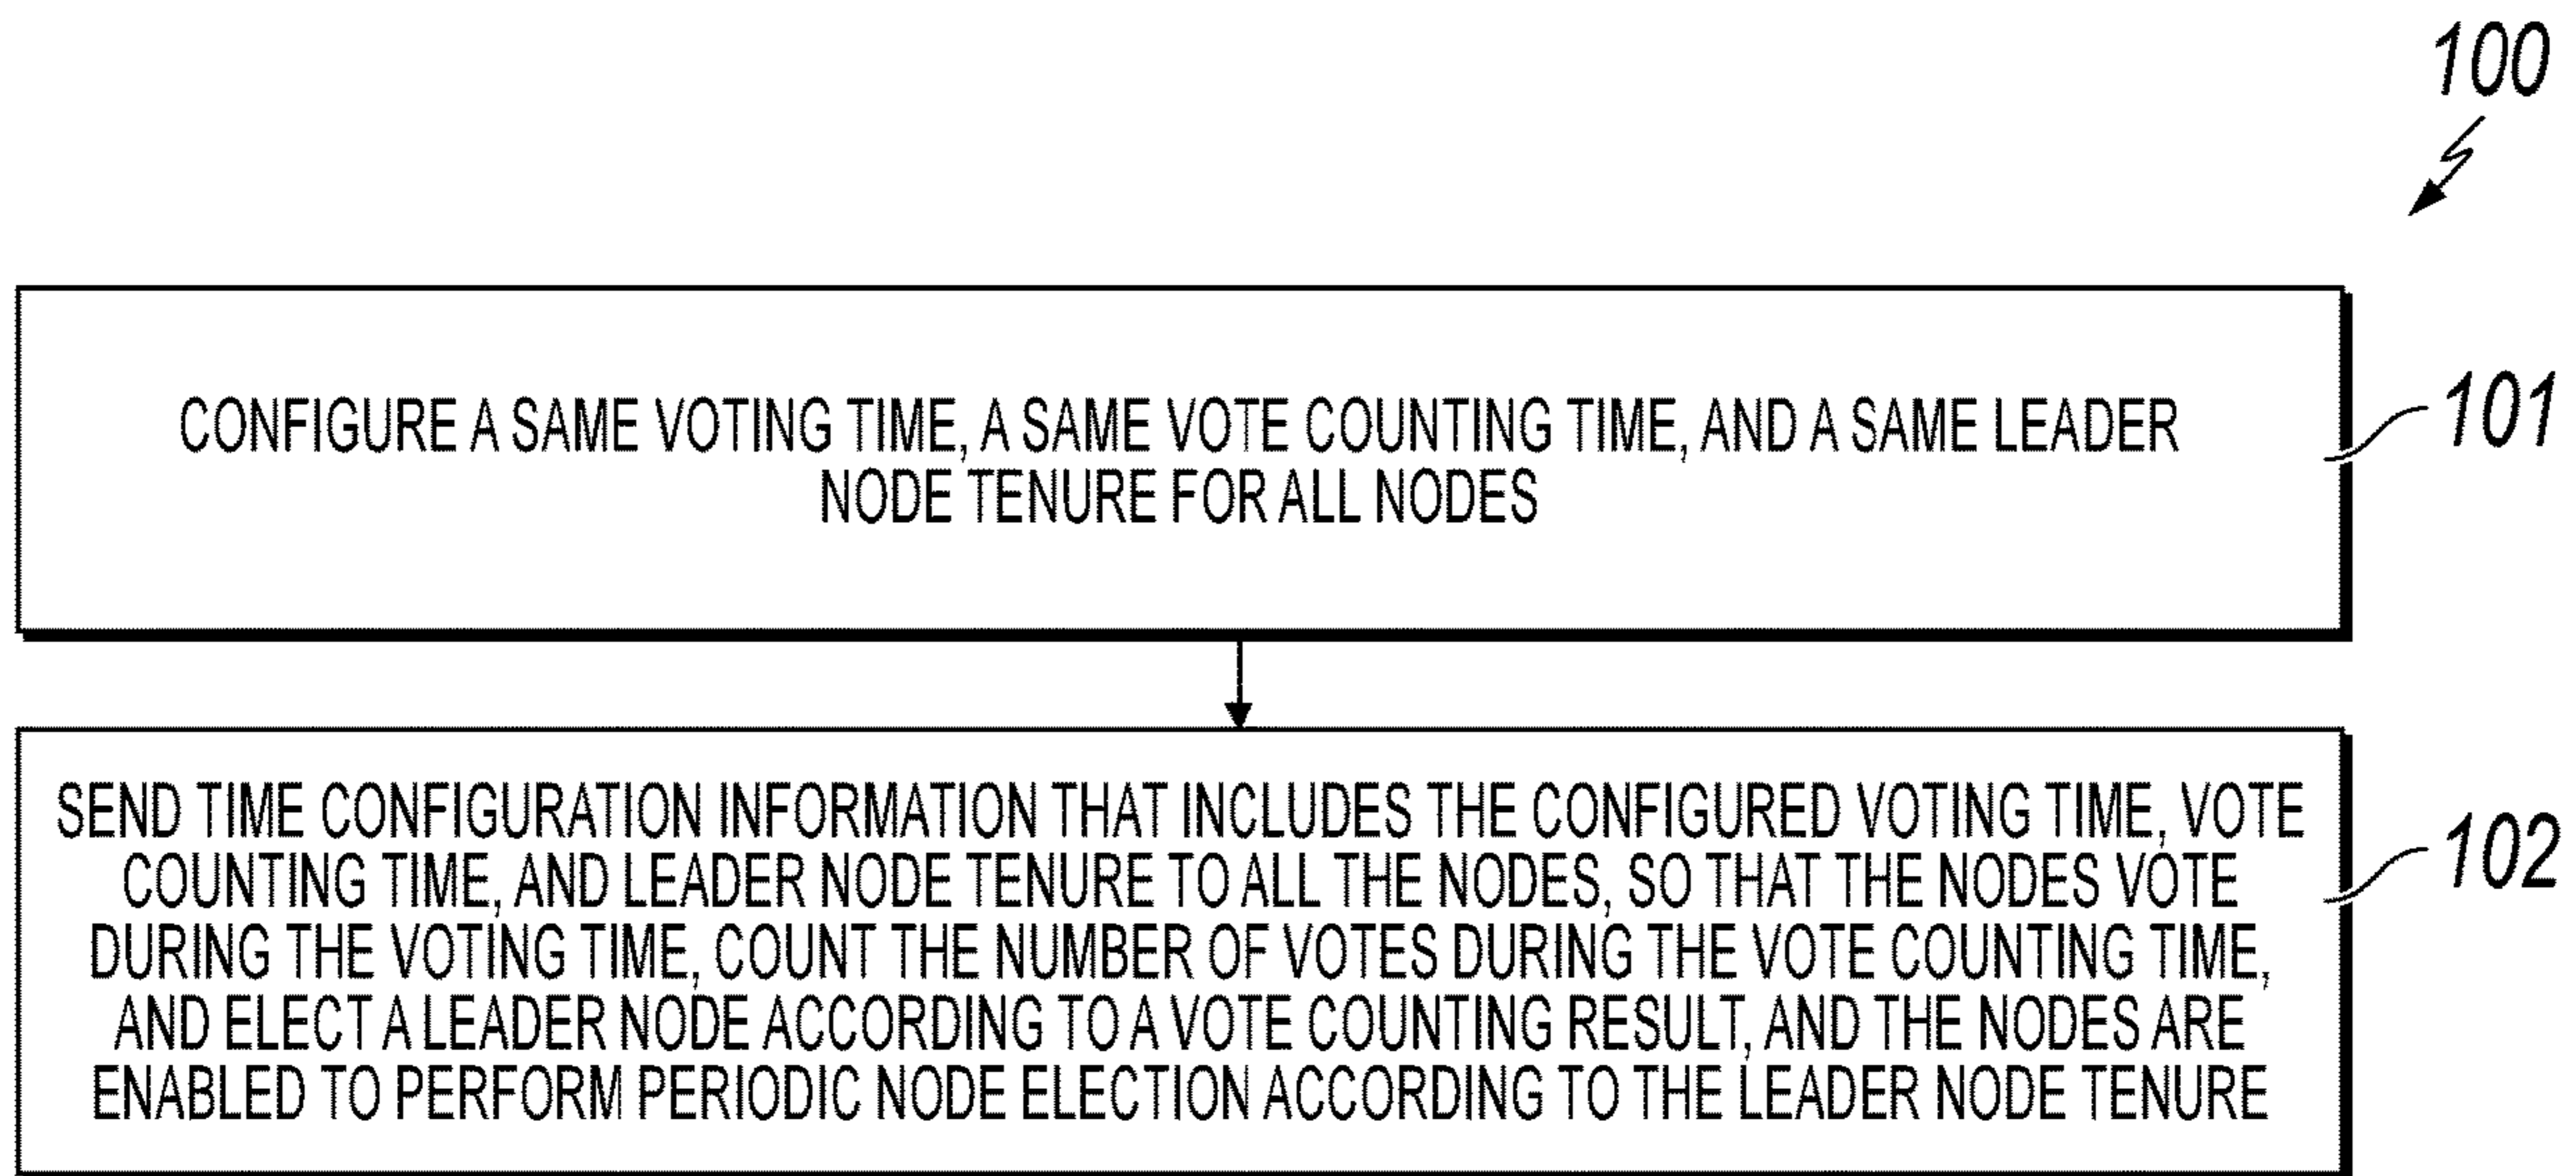 100
CONFIGURE A SAME VOTING TIME, A SAME VOTE COUNTING TIME, AND A SAME LEADER
NODE TENURE FOR ALL NODES
101
SEND TIME CONFIGURATION INFORMATION THAT INCLUDES THE CONFIGURED VOTING TIME, VOTE
COUNTING TIME, AND LEADER NODE TENURE TO ALL THE NODES, SO THAT THE NODES VOTE
DURING THE VOTING TIME, COUNT THE NUMBER OF VOTES DURING THE VOTE COUNTING TIME,
AND ELECT A LEADER NODE ACCORDING TO A VOTE COUNTING RESULT, AND THE NODES ARE
ENABLED TO PERFORM PERIODIC NODE ELECTION ACCORDING TO THE LEADER NODE TENURE
102